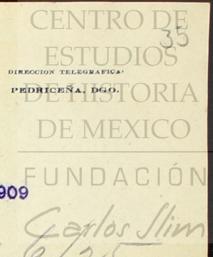 CENTRO DE
35
ESTUDIOS
DIRECCION TELEGRAFICA:
DE HISTORIA
PEDRICEÑA, DGO.
DE MEXICO
FUNDACIÓN
909
Carlos Slim